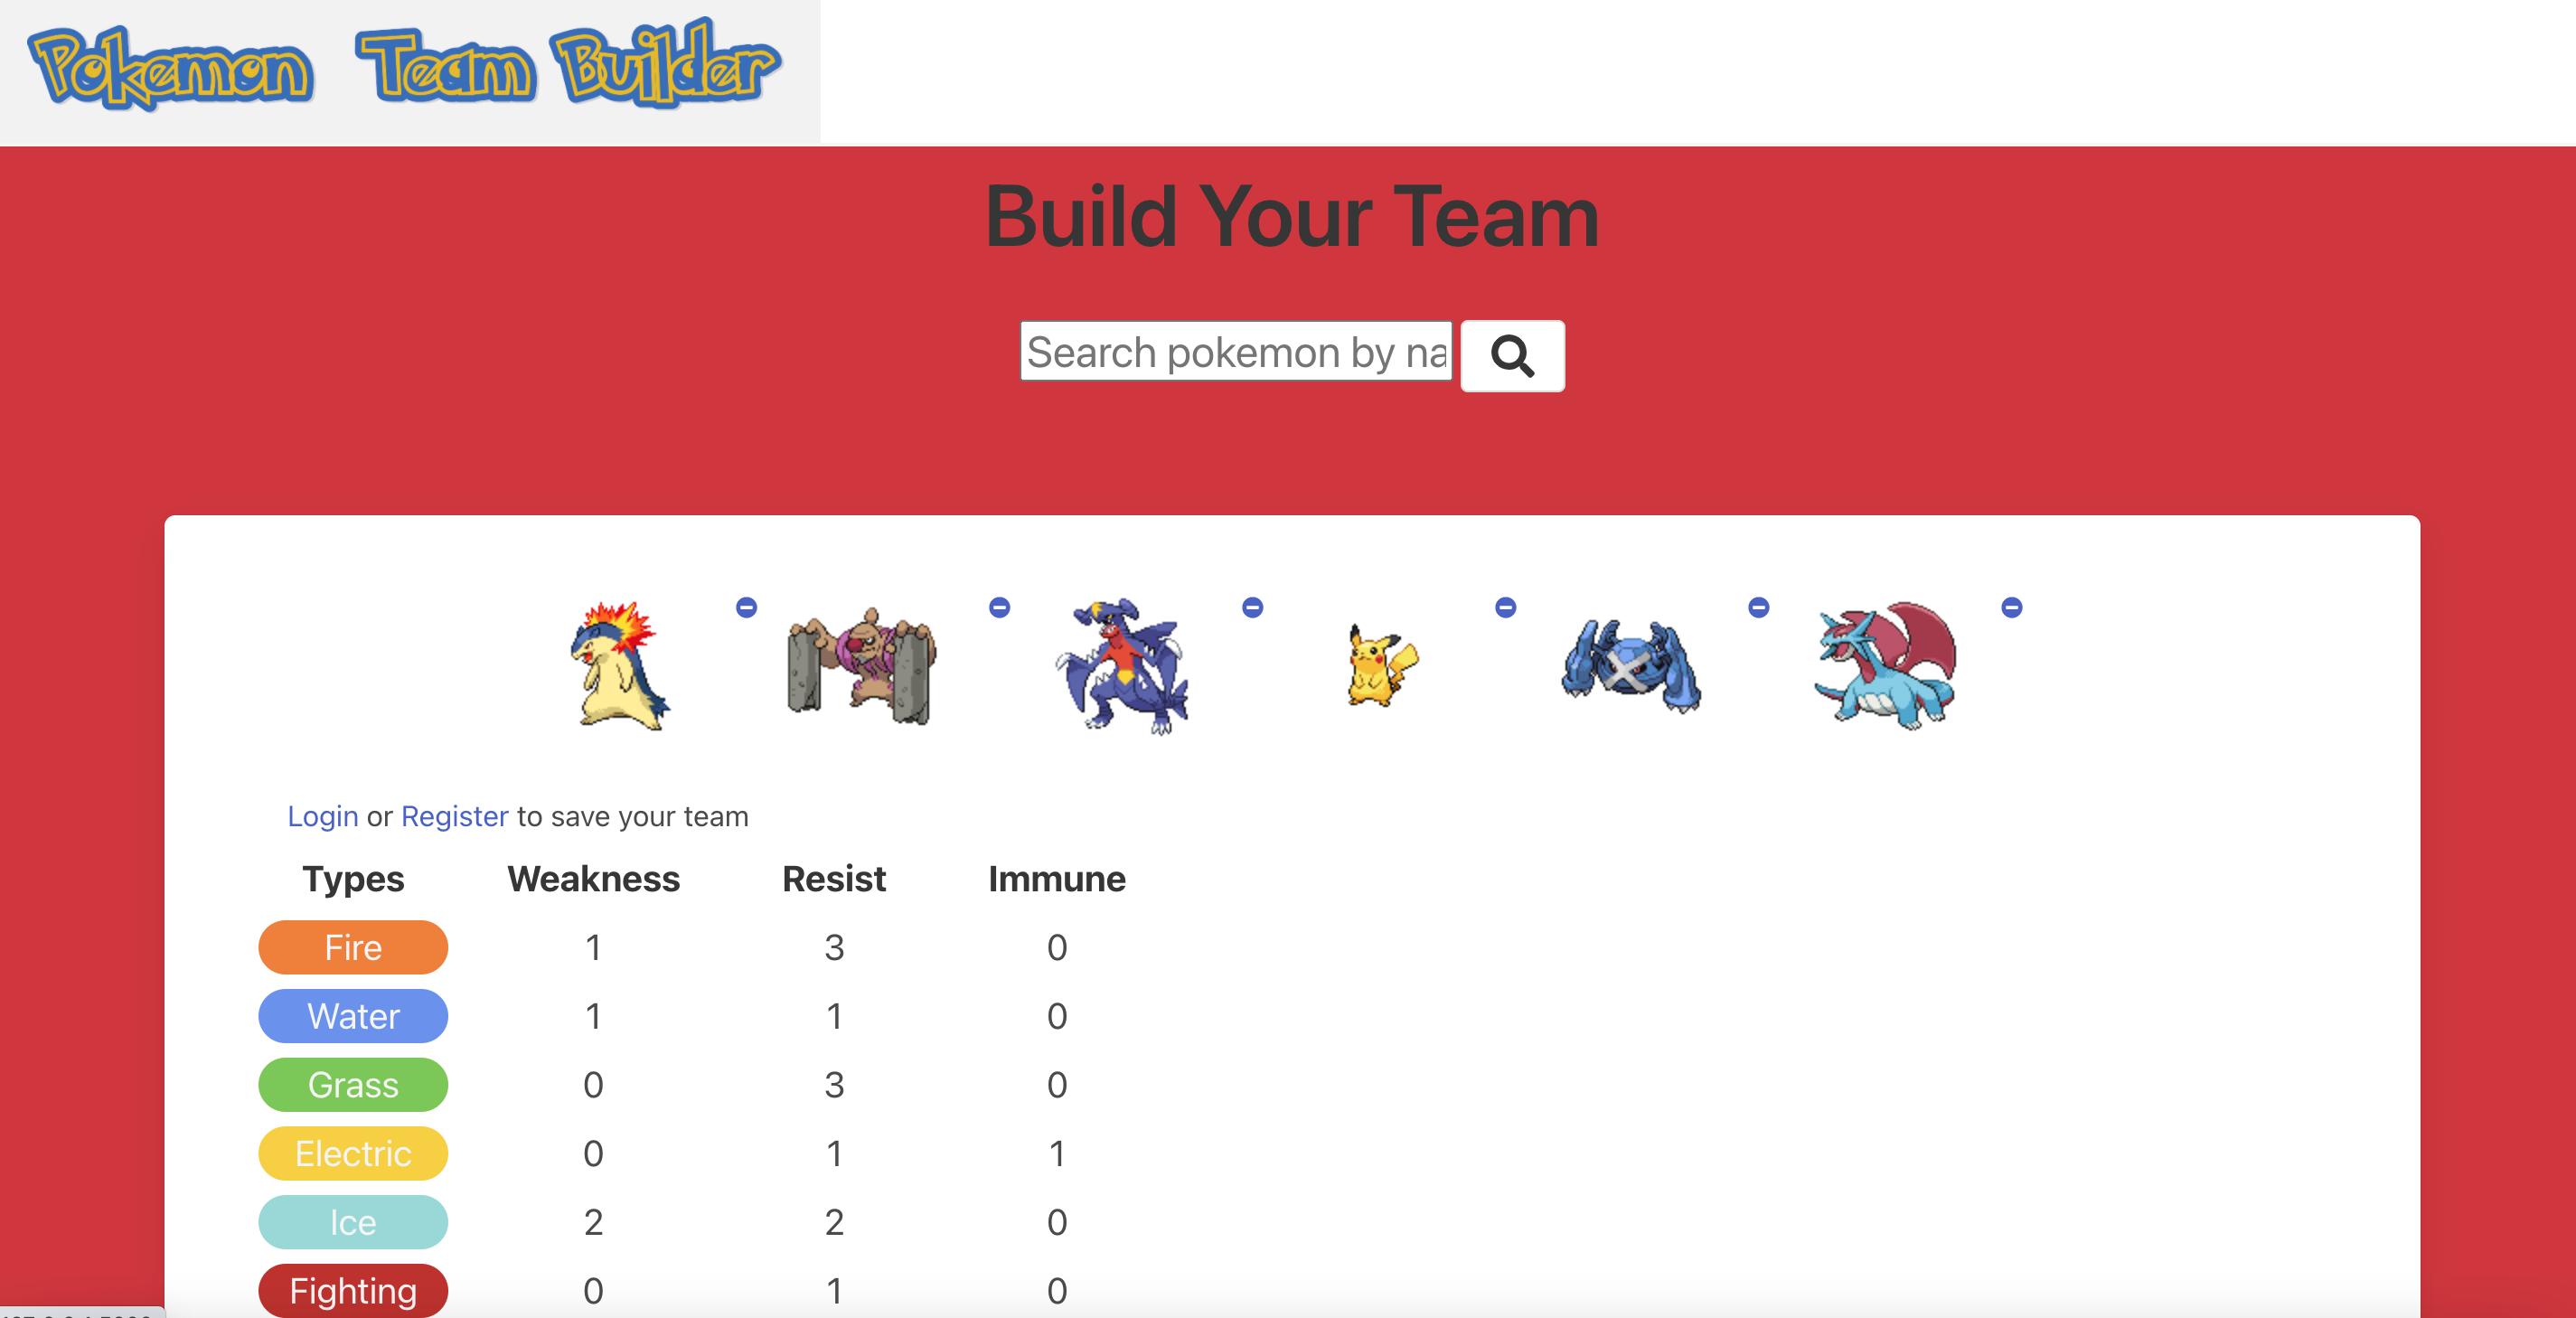 Pokemon Team Builder
Build Your Team
Search pokemon by na
Login or Register to save your team
Types Weakness Resist Immune
Fire 1 3 0
Water 1 1 0
Grass 0 3 0
Electric 0 1 1
Ice 2 2 0
Fighting 0 1 0